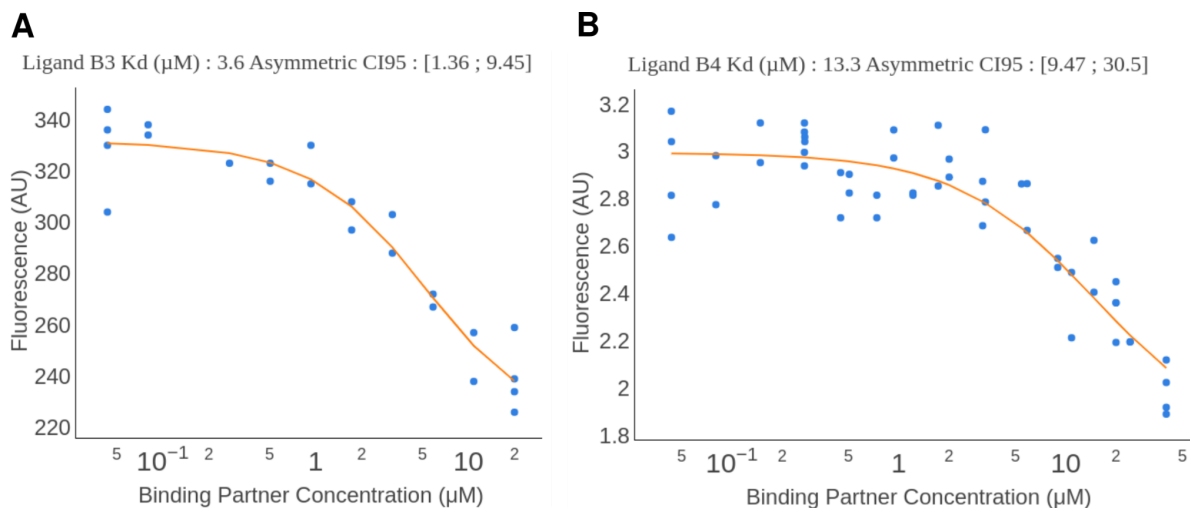 A
Ligand B3 Kd (µM) : 3.6 Asymmetric CI95 : [1.36 ; 9.45]
340
320
300
280
260
240
220
Fluorescence (AU)
5 10⁻¹ 2 5 1 2 5 10 2
Binding Partner Concentration (µM)
B
Ligand B4 Kd (µM) : 13.3 Asymmetric CI95 : [9.47 ; 30.5]
3.2
3
2.8
2.6
2.4
2.2
2
1.8
Fluorescence (AU)
5 10⁻¹ 2 5 1 2 5 10 2 5
Binding Partner Concentration (µM)